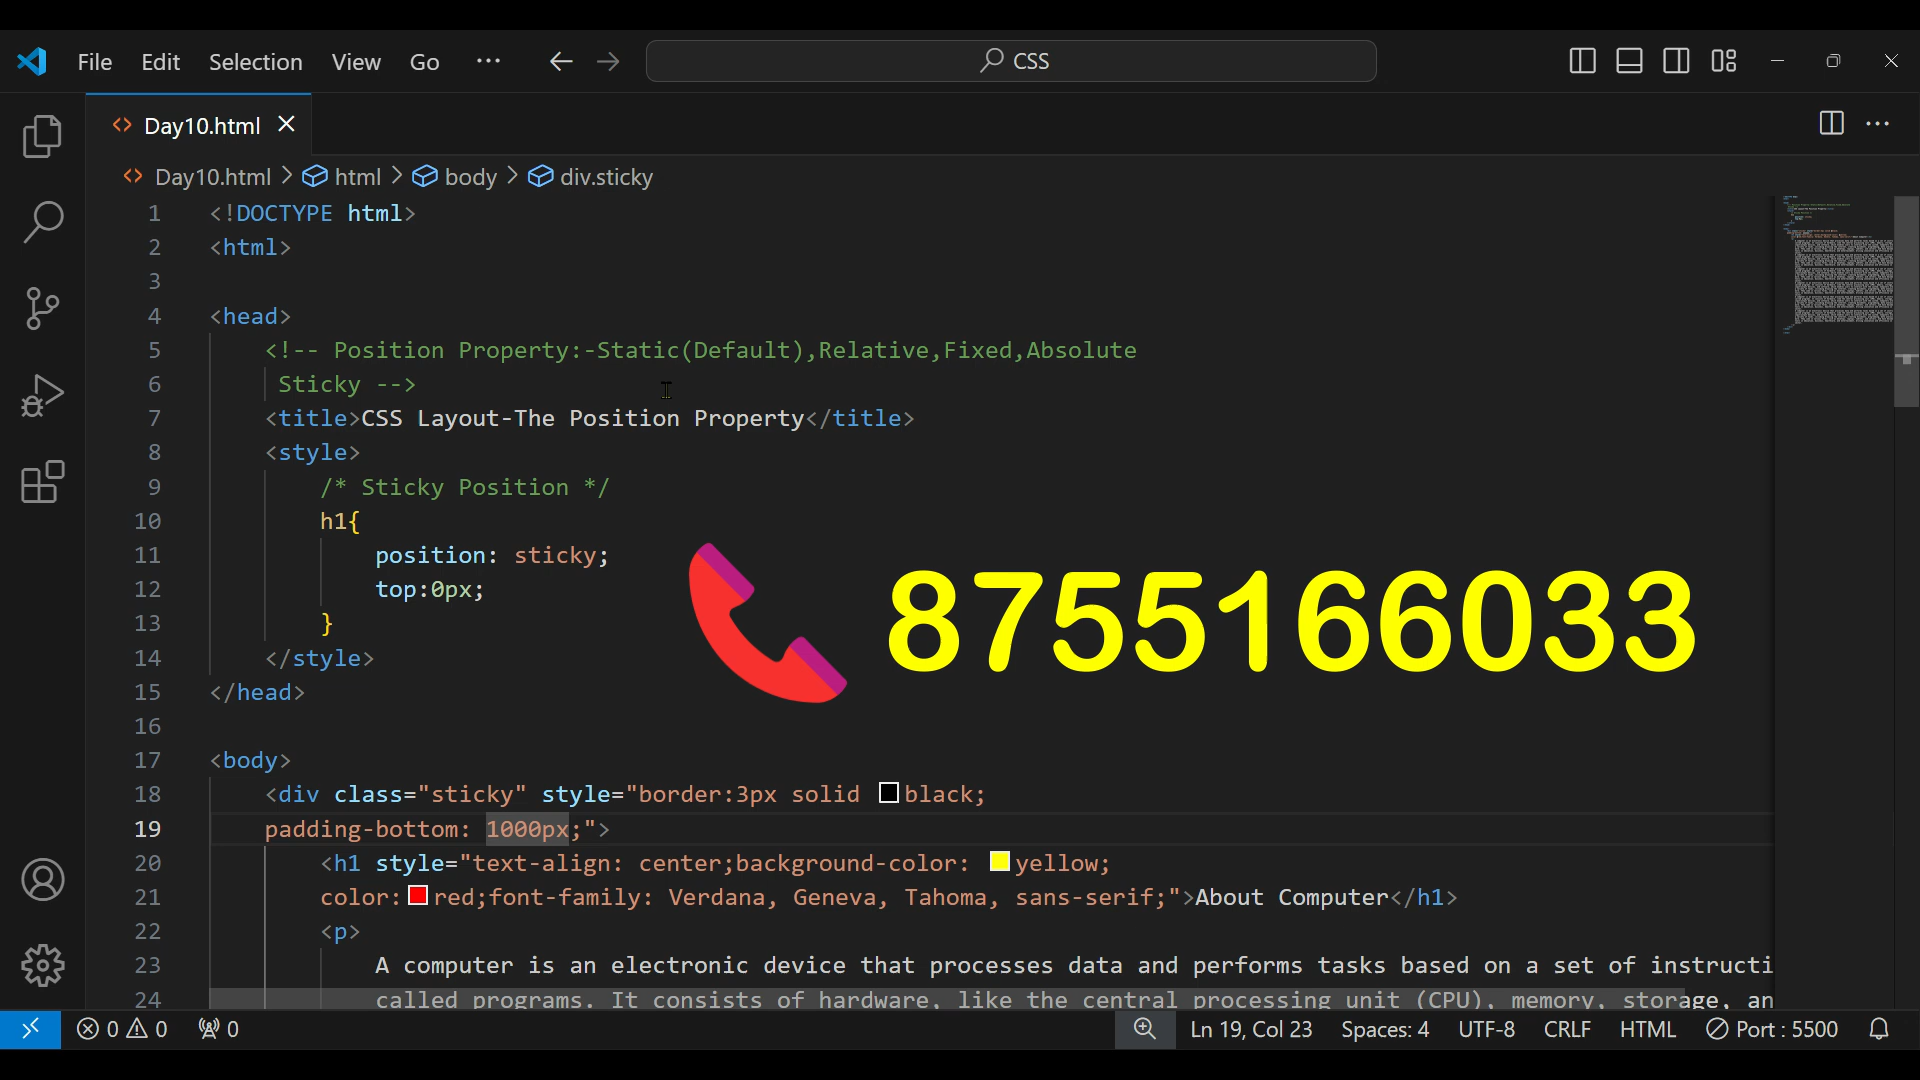 File Edit Selection View Go ··· CSS
Day10.html
Day10.html > html > body > div.sticky
1 <!DOCTYPE html>
2 <html>
3
4 <head>
5 <!-- Position Property:-Static(Default),Relative,Fixed,Absolute
6 Sticky -->
7 <title>CSS Layout-The Position Property</title>
8 <style>
9 /* Sticky Position */
10 h1{
11 position: sticky;
12 top:0px;
13 }
14 </style>
15 </head>
16
17 <body>
18 <div class="sticky" style="border:3px solid black;
19 padding-bottom: 1000px;">
20 <h1 style="text-align: center;background-color: yellow;
21 color:red;font-family: Verdana, Geneva, Tahoma, sans-serif;">About Computer</h1>
22 <p>
23 A computer is an electronic device that processes data and performs tasks based on a set of instructi
24 called programs. It consists of hardware, like the central processing unit (CPU), memory, storage, an
8755166033
0 0 0 Ln 19, Col 23 Spaces: 4 UTF-8 CRLF HTML Port : 5500